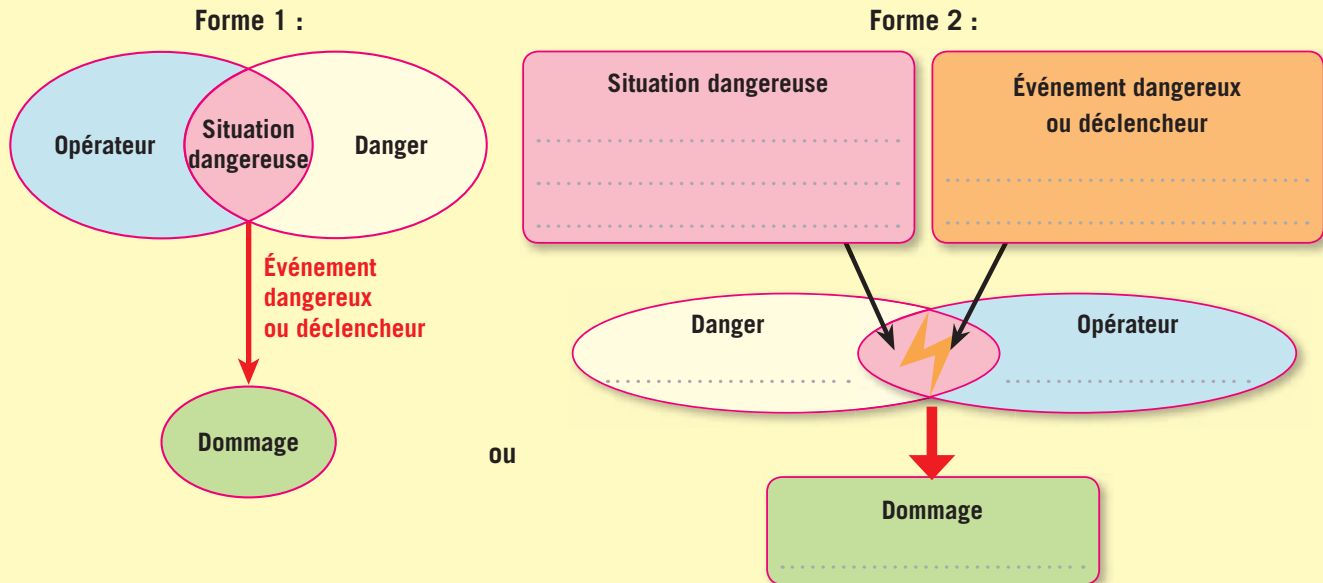 Forme 1 :
Opérateur
Situation
dangereuse
Danger
Événement
dangereux
ou déclencheur
Dommage
ou
Forme 2 :
Situation dangereuse
Événement dangereux
ou déclencheur
Danger
Opérateur
Dommage